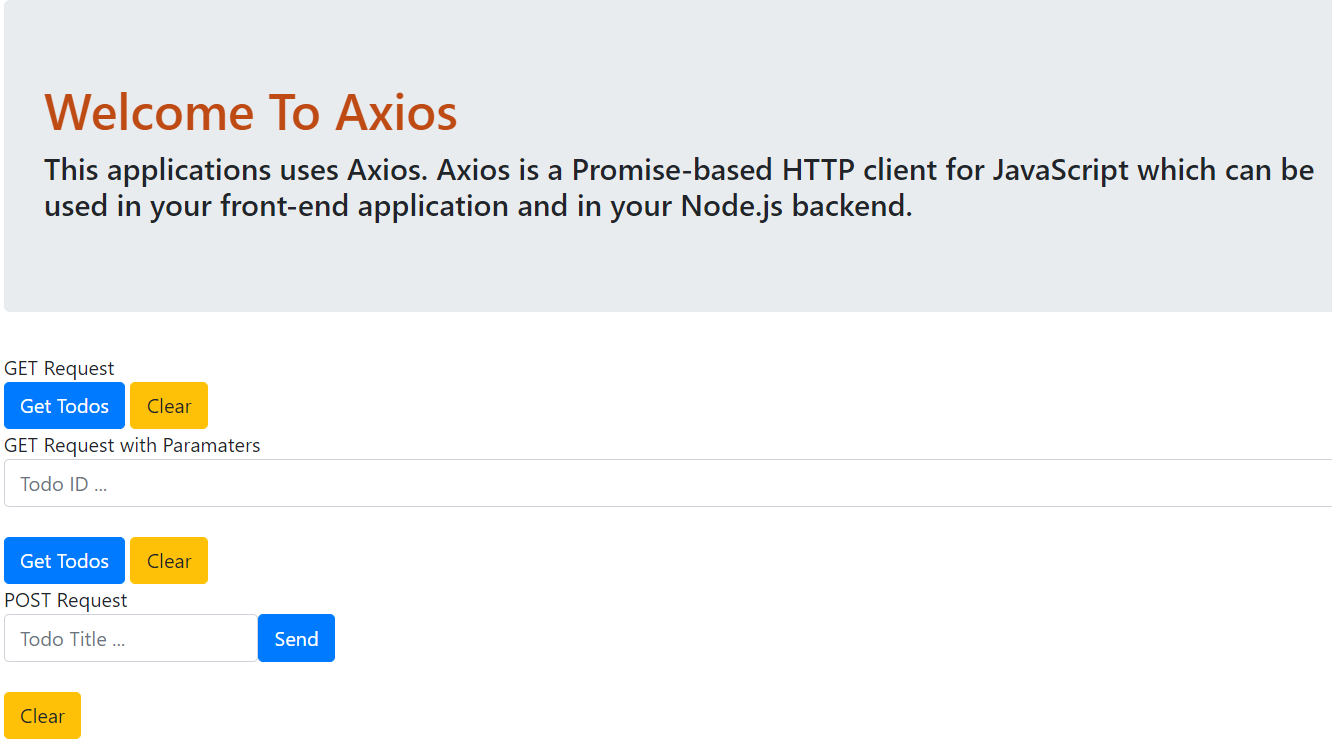 Welcome To Axios
This applications uses Axios. Axios is a Promise-based HTTP client for JavaScript which can be
used in your front-end application and in your Node.js backend.
GET Request
Get Todos Clear
GET Request with Paramaters
Todo ID ...
Get Todos Clear
POST Request
Todo Title ... Send
Clear